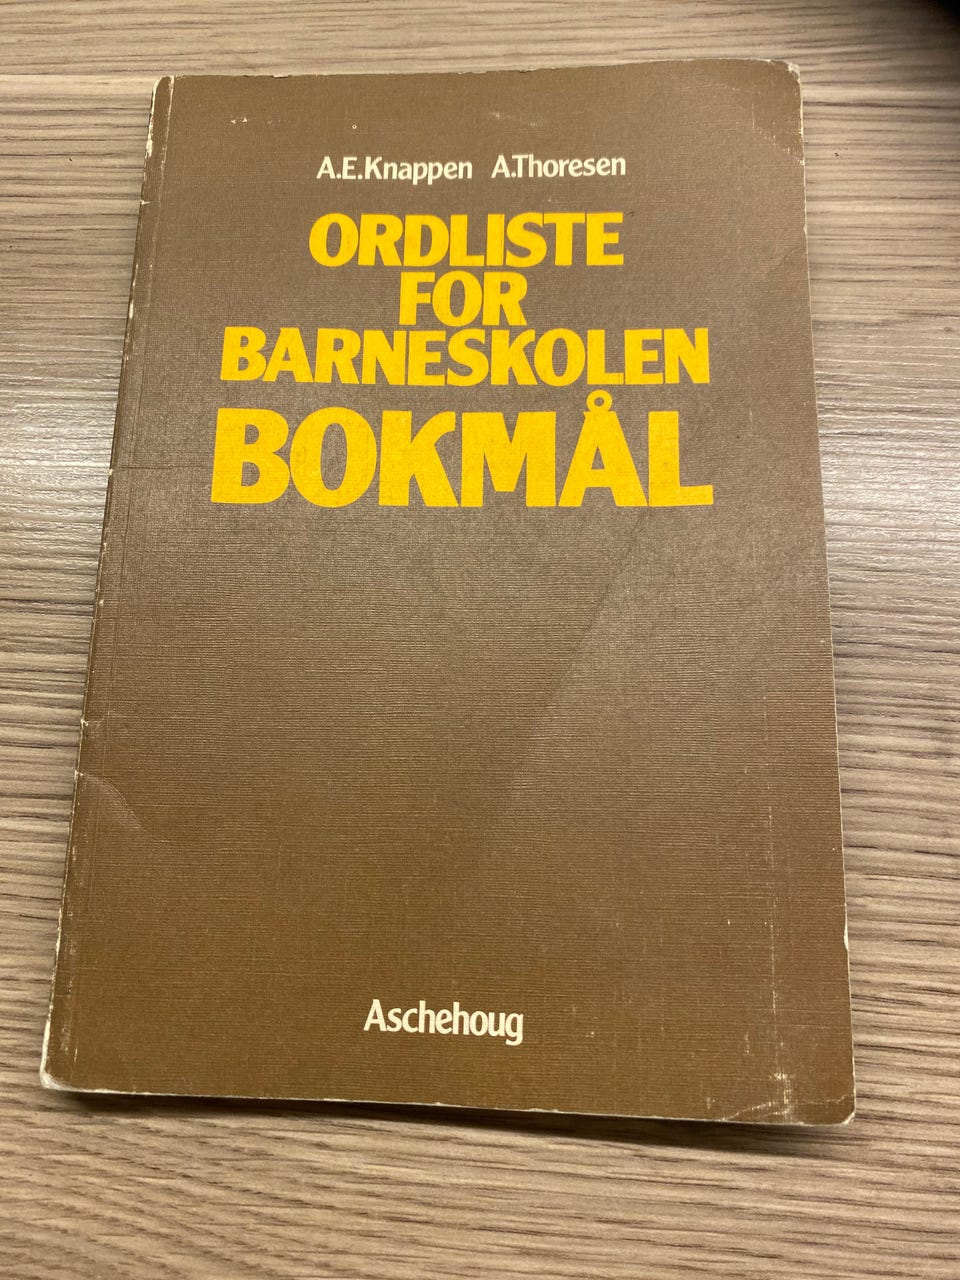 A.E.Knappen A.Thoresen
ORDLISTE
FOR
BARNESKOLEN
BOKMÅL
Aschehoug